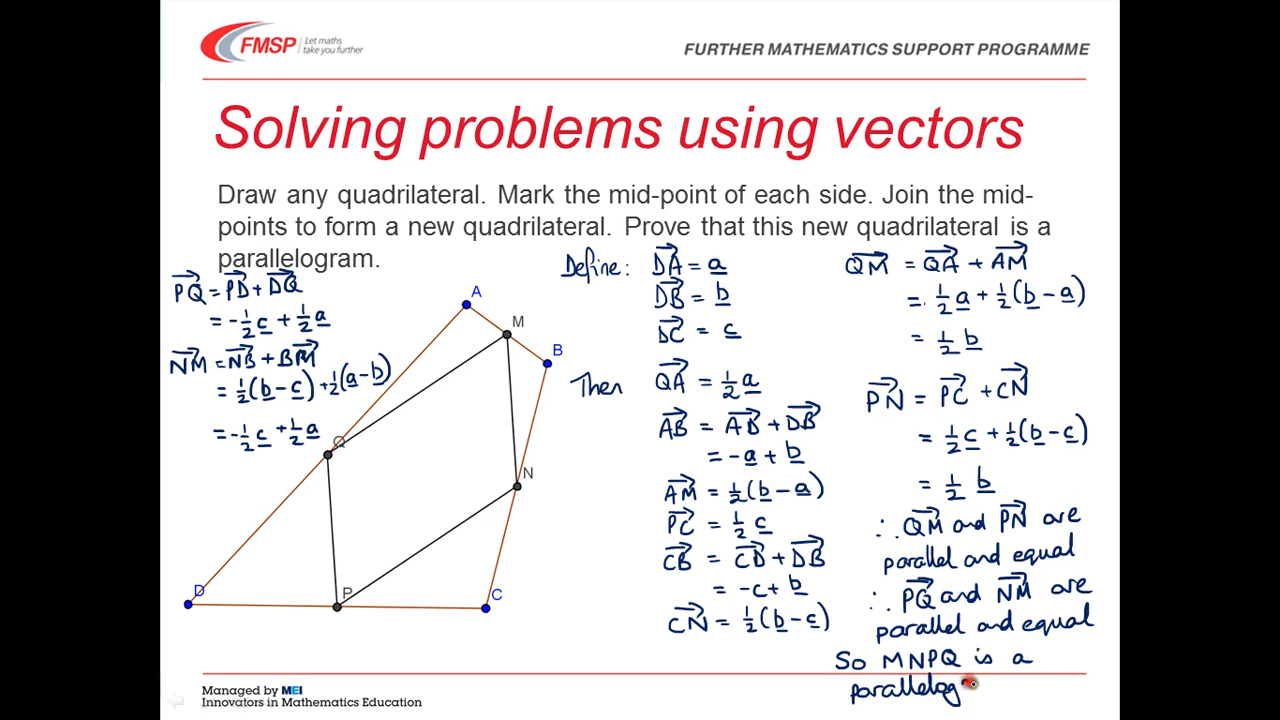 FMSP
Let maths
take you further
FURTHER MATHEMATICS SUPPORT PROGRAMME
Solving problems using vectors
Draw any quadrilateral. Mark the mid-point of each side. Join the mid-
points to form a new quadrilateral. Prove that this new quadrilateral is a
parallelogram.
PQ = PD + DQ
= -½c + ½a
NM = NB + BM
= ½(b - c) + ½(a - b)
= -½c + ½a
A
M
B
Q
N
D
P
C
Define: DA = a
DB = b
DC = c
Then QA = ½a
AB = AD + DB
= -a + b
AM = ½(b - a)
PC = ½c
CB = CD + DB
= -c + b
CN = ½(b - c)
QM = QA + AM
= ½a + ½(b - a)
= ½b
PN = PC + CN
= ½c + ½(b - c)
= ½b
∴ QM and PN are
parallel and equal
∴ PQ and NM are
parallel and equal
So MNPQ is a
parallelog
Managed by MEI
Innovators in Mathematics Education